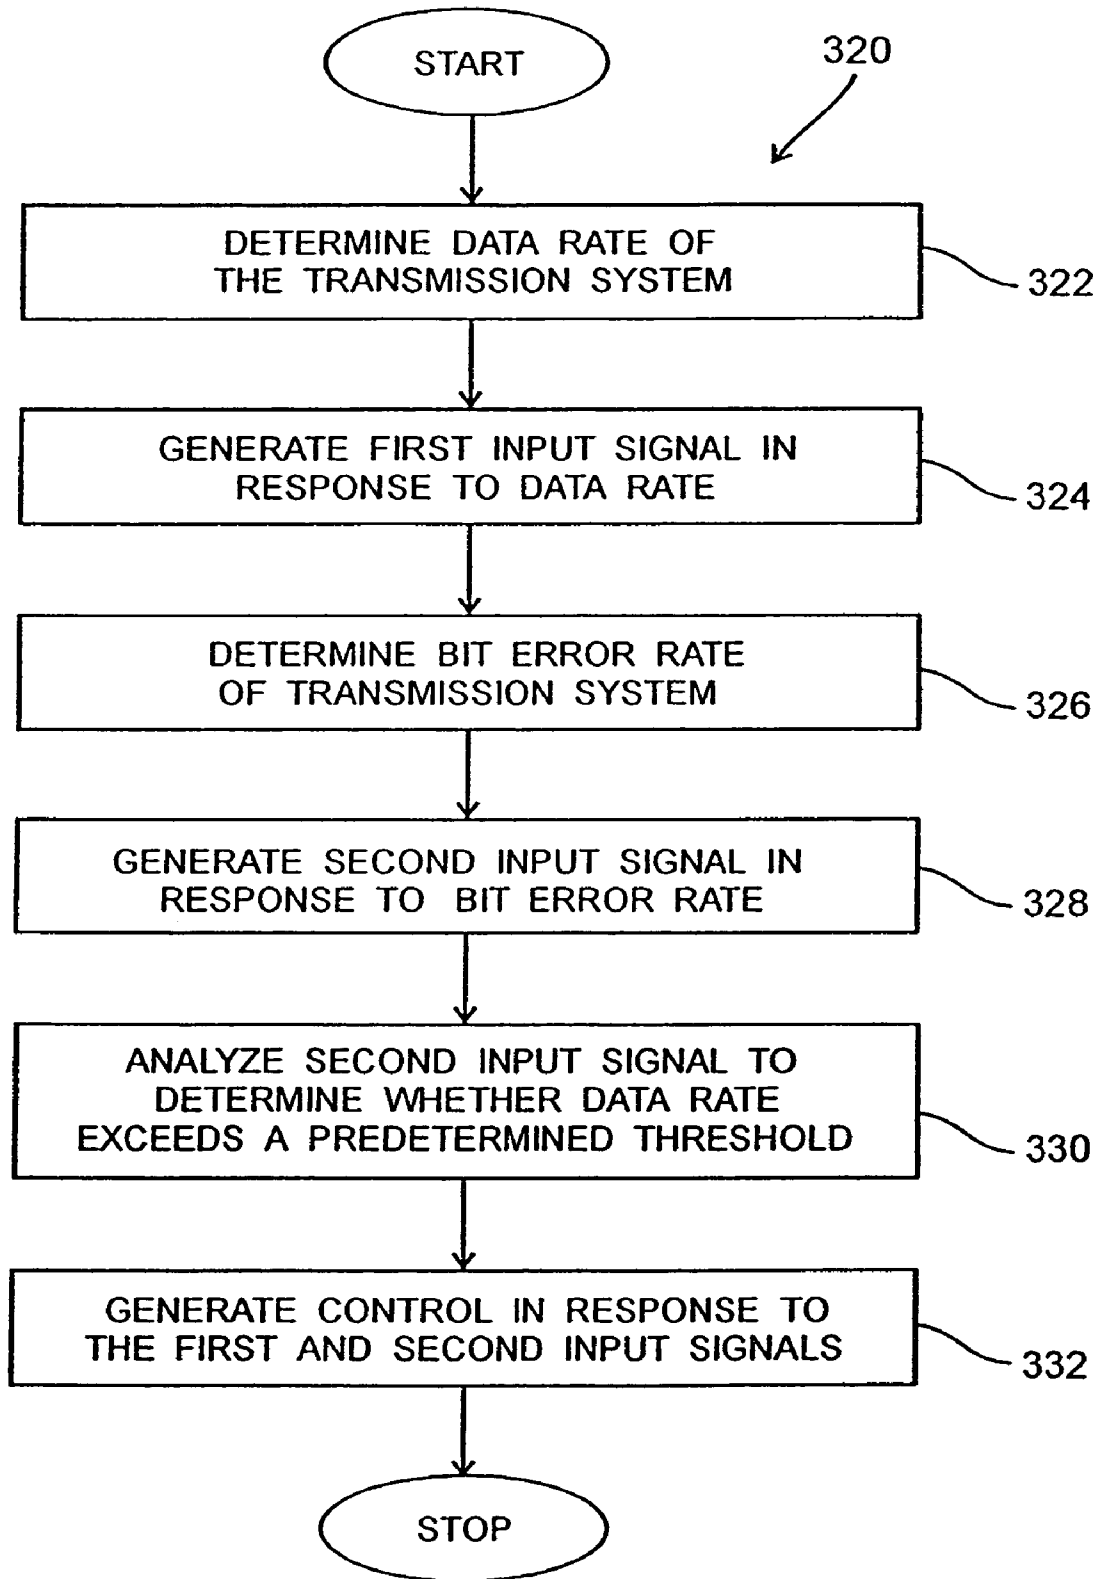 START
320
DETERMINE DATA RATE OF
THE TRANSMISSION SYSTEM
322
GENERATE FIRST INPUT SIGNAL IN
RESPONSE TO DATA RATE
324
DETERMINE BIT ERROR RATE
OF TRANSMISSION SYSTEM
326
GENERATE SECOND INPUT SIGNAL IN
RESPONSE TO BIT ERROR RATE
328
ANALYZE SECOND INPUT SIGNAL TO
DETERMINE WHETHER DATA RATE
EXCEEDS A PREDETERMINED THRESHOLD
330
GENERATE CONTROL IN RESPONSE TO
THE FIRST AND SECOND INPUT SIGNALS
332
STOP